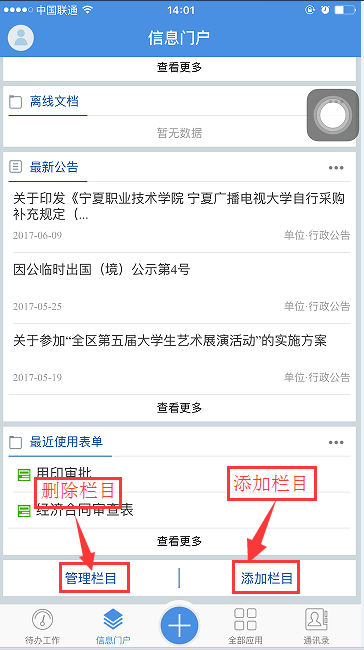 中国联通 14:01
信息门户
查看更多
离线文档
暂无数据
最新公告
关于印发《宁夏职业技术学院 宁夏广播电视大学自行采购
补充规定（...
2017-06-09 单位·行政公告
因公临时出国（境）公示第4号
2017-05-25 单位·行政公告
关于参加“全区第五届大学生艺术展演活动”的实施方案
2017-05-19 单位·行政公告
查看更多
最近使用表单
用印审批
删除栏目 添加栏目
经济合同审查表
查看更多
管理栏目 添加栏目
待办工作 信息门户 全部应用 通讯录